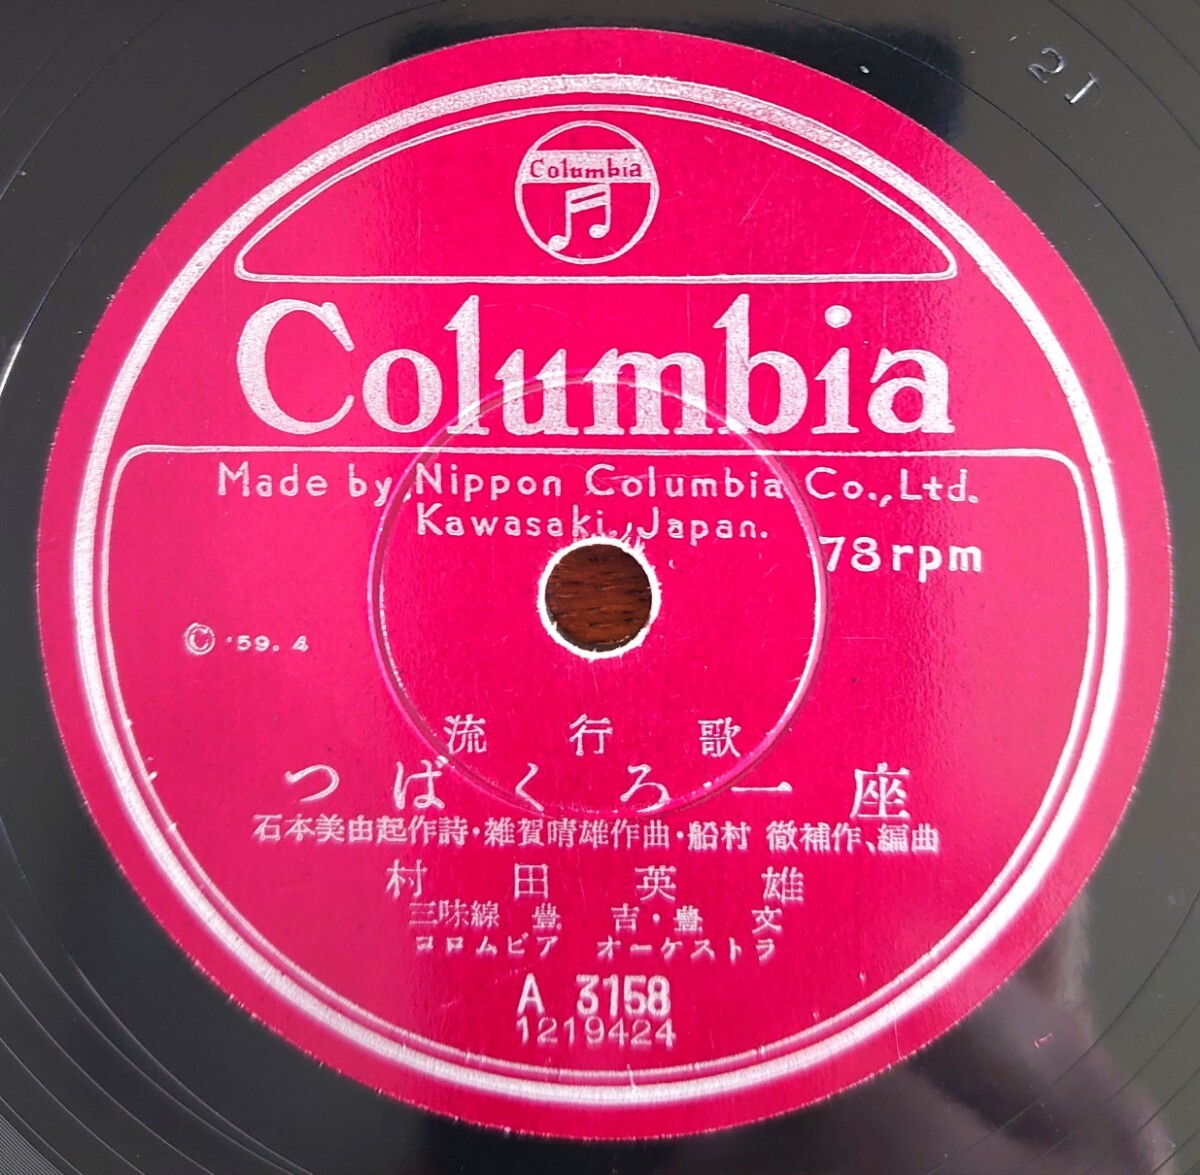 21
Columbia
Columbia
Made by Nippon Columbia Co., Ltd.
Kawasaki, Japan.
78 rpm
© '59. 4
流行歌
つばくろ一座
石本美由起作詩・雑賀晴雄作曲・船村 徹補作、編曲
村田英雄
三味線 豊 吉・豊 文
コロムビア オーケストラ
A 3158
1219424